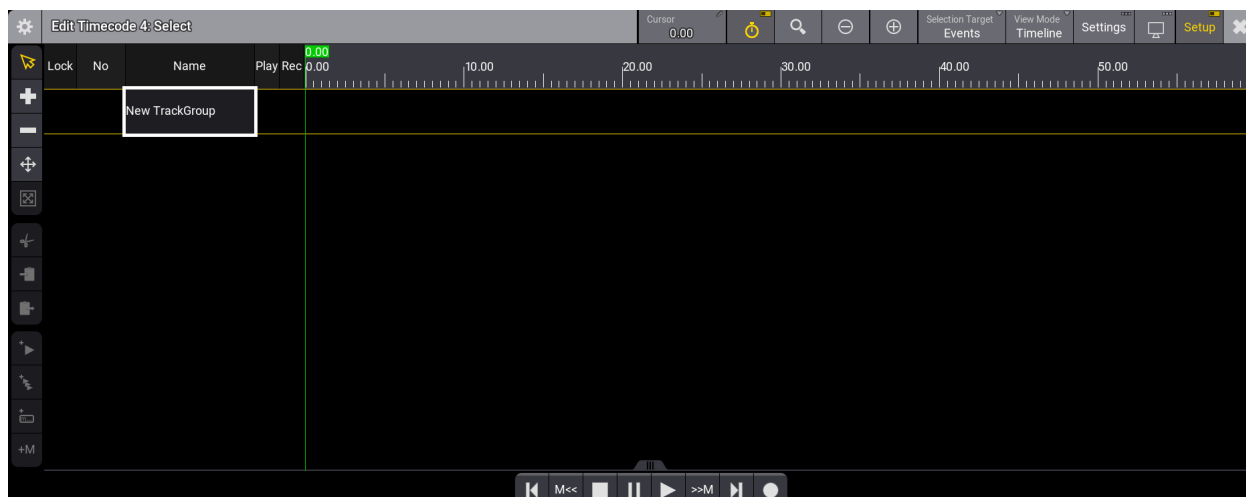 Edit Timecode 4: Select
Cursor
0.00
Selection Target
Events
View Mode
Timeline
Settings
Setup
Lock No Name Play Rec
0.00
0.00 10.00 20.00 30.00 40.00 50.00
New TrackGroup
+M
M<< >>M